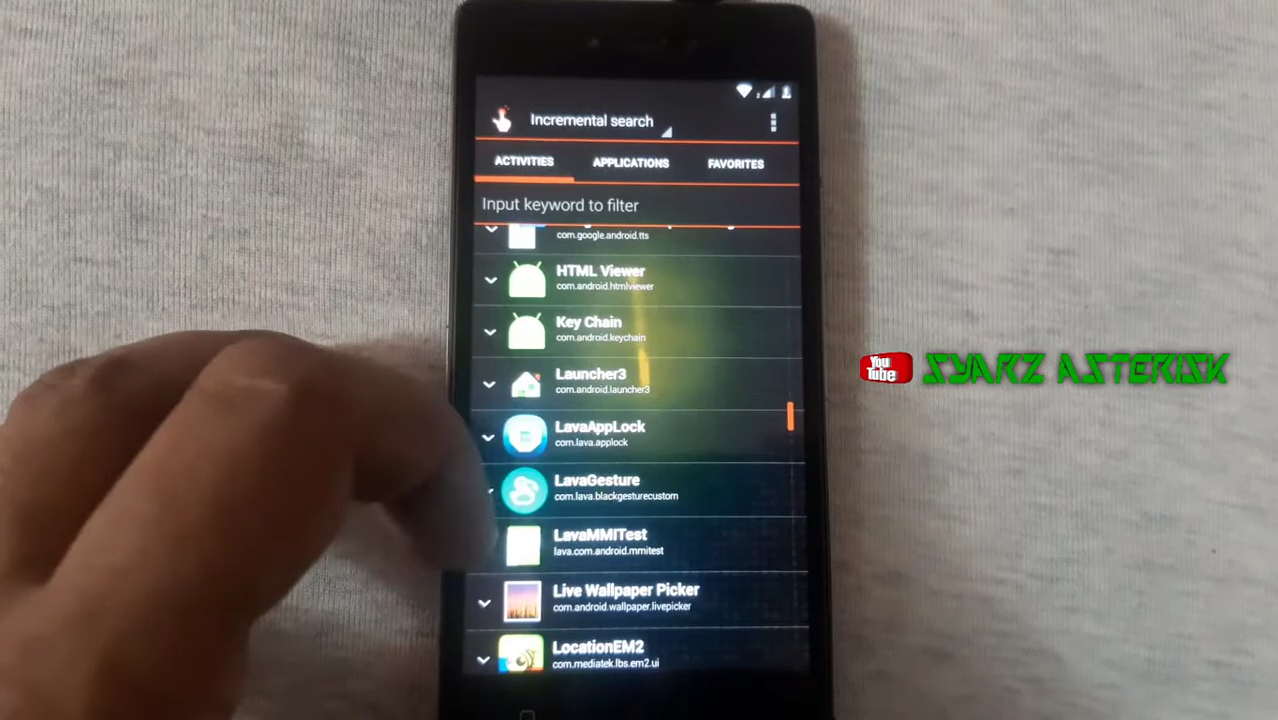 Incremental search
ACTIVITIES APPLICATIONS FAVORITES
Input keyword to filter
com.google.android.tts
HTML Viewer
com.android.htmlviewer
Key Chain
com.android.keychain
Launcher3
com.android.launcher3
LavaAppLock
com.lava.applock
LavaGesture
com.lava.blackgesturecustom
LavaMMITest
lava.com.android.mmitest
Live Wallpaper Picker
com.android.wallpaper.livepicker
LocationEM2
com.mediatek.lbs.em2.ui
You Tube SYARZ ASTERISK